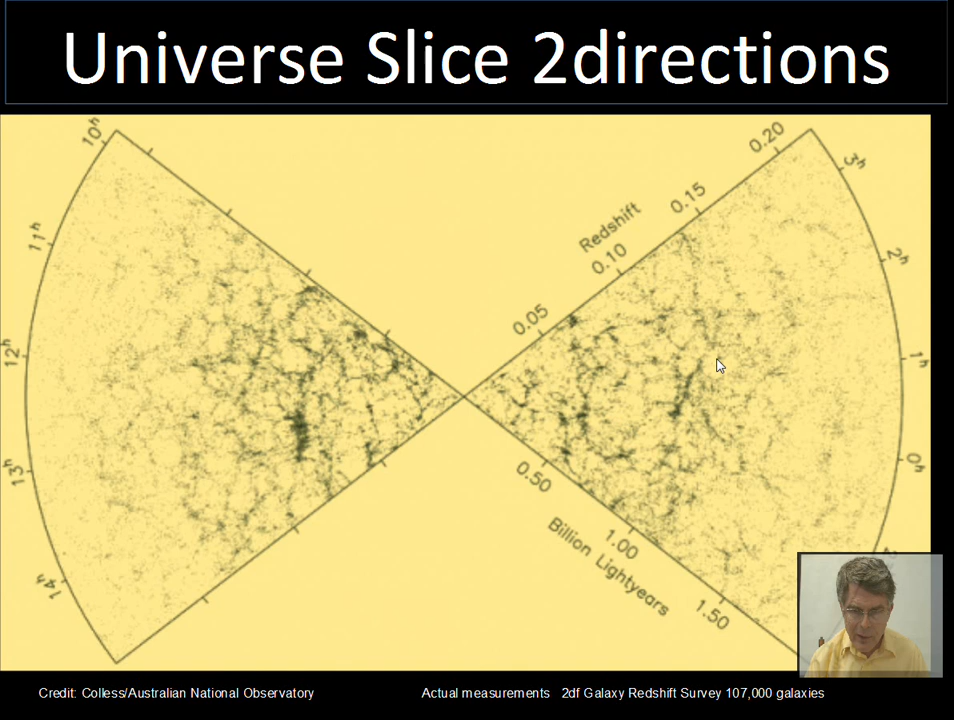 Universe Slice 2directions
10h
11h
12h
13h
14h
0.05
0.10
0.15
0.20
Redshift
3h
2h
1h
0h
0.50
1.00
1.50
Billion Lightyears
Credit: Colless/Australian National Observatory
Actual measurements 2df Galaxy Redshift Survey 107,000 galaxies